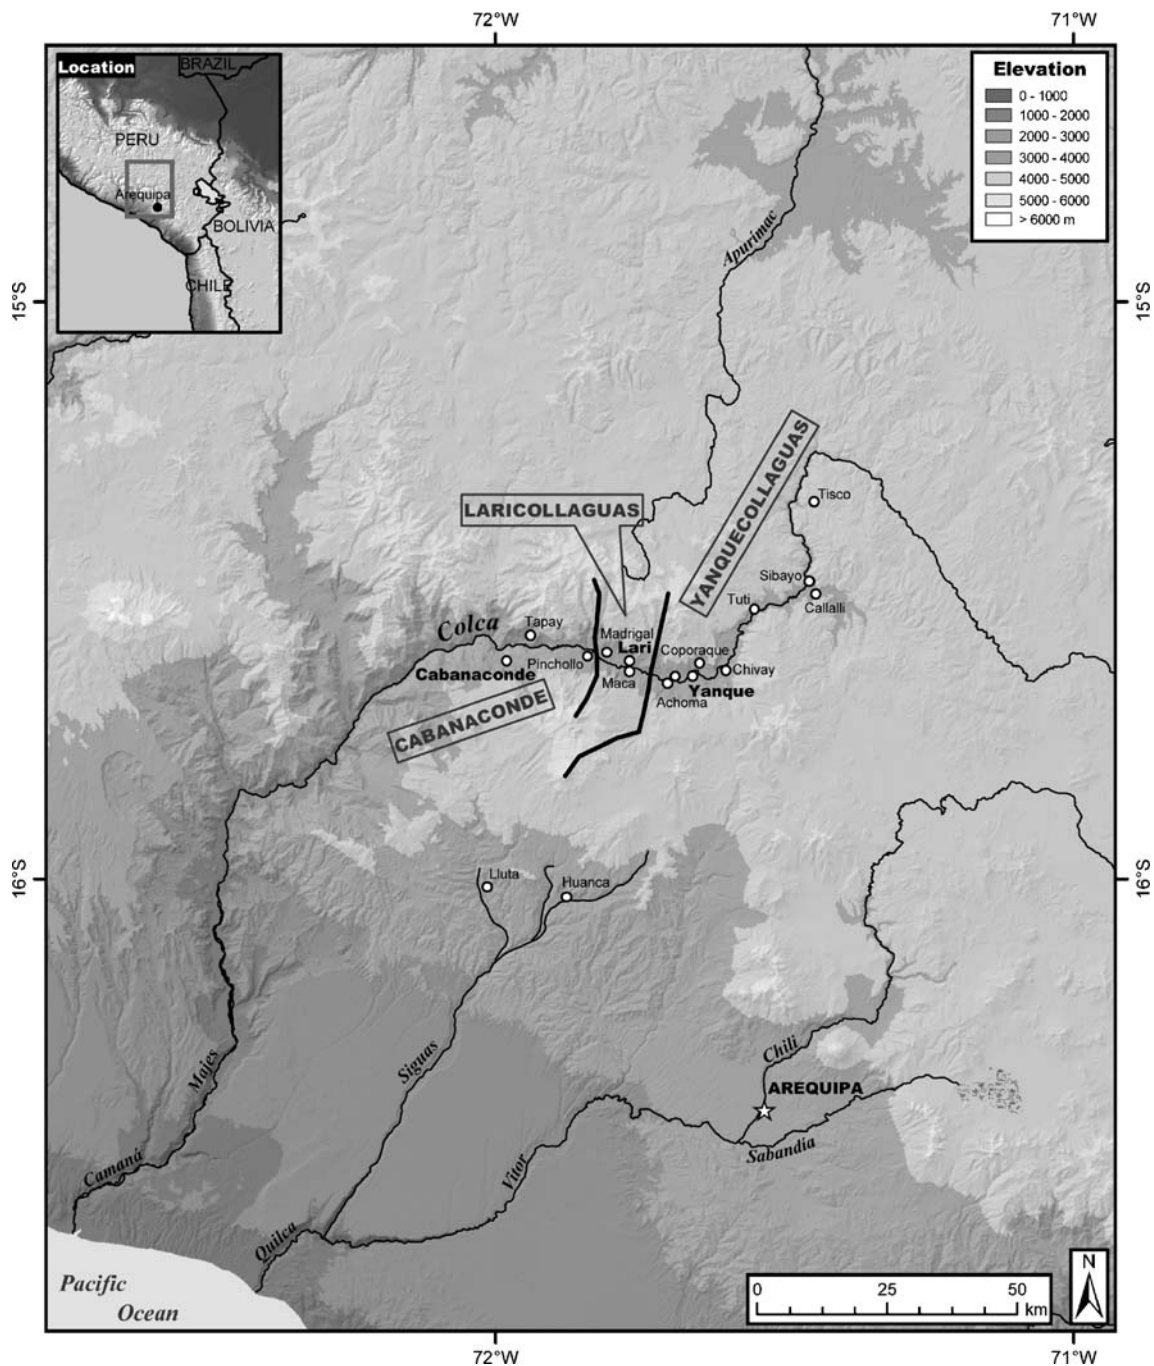 72°W
71°W
Location
BRAZIL
PERU
Arequipa
BOLIVIA
CHILE
Elevation
0 - 1000
1000 - 2000
2000 - 3000
3000 - 4000
4000 - 5000
5000 - 6000
> 6000 m
Apurimac
15°S
15°S
YANQUECOLLAGUAS
Tisco
LARICOLLAGUAS
Sibayo
Callalli
Tuti
Colca
Tapay
Madrigal
Lari
Coporaque
Pinchollo
Chivay
Cabanaconde
Maca
Achoma
Yanque
CABANACONDE
16°S
16°S
Lluta
Huanca
Majes
Siguas
Chili
AREQUIPA
Sabandía
Camaná
Vitor
Quilca
Pacific
Ocean
0 25 50
km
N
72°W
71°W